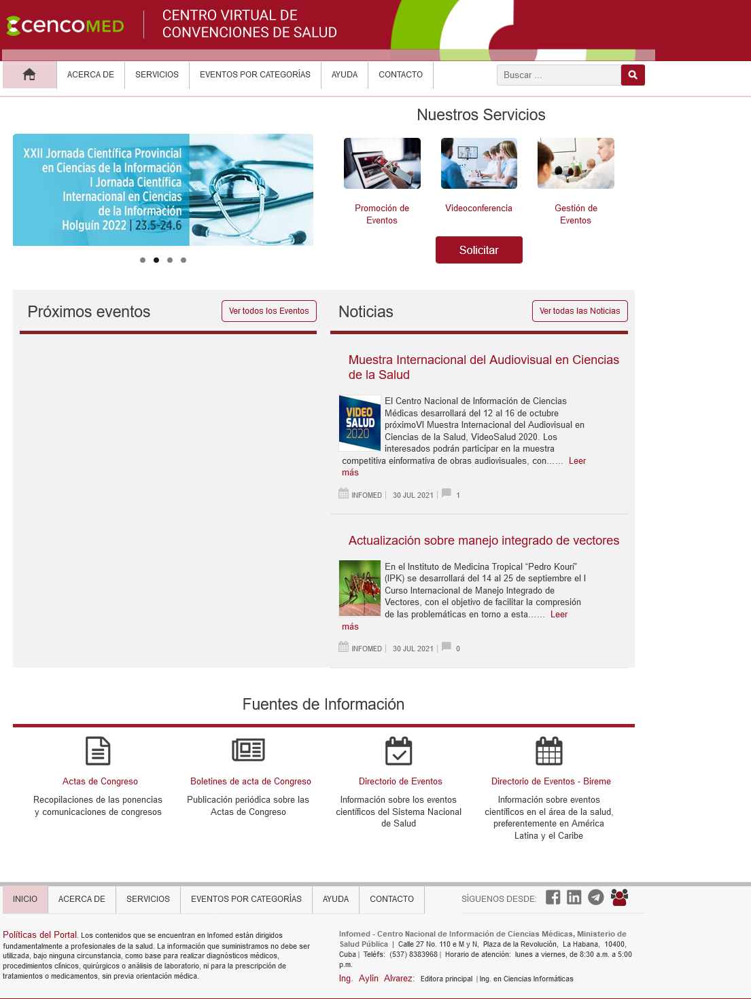 cencoMED
CENTRO VIRTUAL DE
CONVENCIONES DE SALUD
ACERCA DE
SERVICIOS
EVENTOS POR CATEGORÍAS
AYUDA
CONTACTO
Buscar ...
XXII Jornada Científica Provincial
en Ciencias de la Información
I Jornada Científica
Internacional en Ciencias
de la Información
Holguín 2022 | 23.5-24.6
Nuestros Servicios
Promoción de
Eventos
Videoconferencia
Gestión de
Eventos
Solicitar
Próximos eventos
Ver todos los Eventos
Noticias
Ver todas las Noticias
Muestra Internacional del Audiovisual en Ciencias
de la Salud
VIDEO
SALUD
2020
El Centro Nacional de Información de Ciencias
Médicas desarrollará del 12 al 16 de octubre
próximoVI Muestra Internacional del Audiovisual en
Ciencias de la Salud, VideoSalud 2020. Los
interesados podrán participar en la muestra
competitiva einformativa de obras audiovisuales, con…... Leer
más
INFOMED | 30 JUL 2021 | 1
Actualización sobre manejo integrado de vectores
En el Instituto de Medicina Tropical “Pedro Kourí”
(IPK) se desarrollará del 14 al 25 de septiembre el I
Curso Internacional de Manejo Integrado de
Vectores, con el objetivo de facilitar la compresión
de las problemáticas en torno a esta…... Leer
más
INFOMED | 30 JUL 2021 | 0
Fuentes de Información
Actas de Congreso
Recopilaciones de las ponencias
y comunicaciones de congresos
Boletines de acta de Congreso
Publicación periódica sobre las
Actas de Congreso
Directorio de Eventos
Información sobre los eventos
científicos del Sistema Nacional
de Salud
Directorio de Eventos - Bireme
Información sobre eventos
científicos en el área de la salud,
preferentemente en América
Latina y el Caribe
INICIO
ACERCA DE
SERVICIOS
EVENTOS POR CATEGORÍAS
AYUDA
CONTACTO
SÍGUENOS DESDE:
Políticas del Portal. Los contenidos que se encuentran en Infomed están dirigidos
fundamentalmente a profesionales de la salud. La información que suministramos no debe ser
utilizada, bajo ninguna circunstancia, como base para realizar diagnósticos médicos,
procedimientos clínicos, quirúrgicos o análisis de laboratorio, ni para la prescripción de
tratamientos o medicamentos, sin previa orientación médica.
Infomed - Centro Nacional de Información de Ciencias Médicas, Ministerio de
Salud Pública | Calle 27 No. 110 e M y N, Plaza de la Revolución, La Habana, 10400,
Cuba | Teléfs: (537) 8383968 | Horario de atención: lunes a viernes, de 8:30 a.m. a 5:00
p.m.
Ing. Aylin Alvarez: Editora principal | Ing. en Ciencias Informáticas